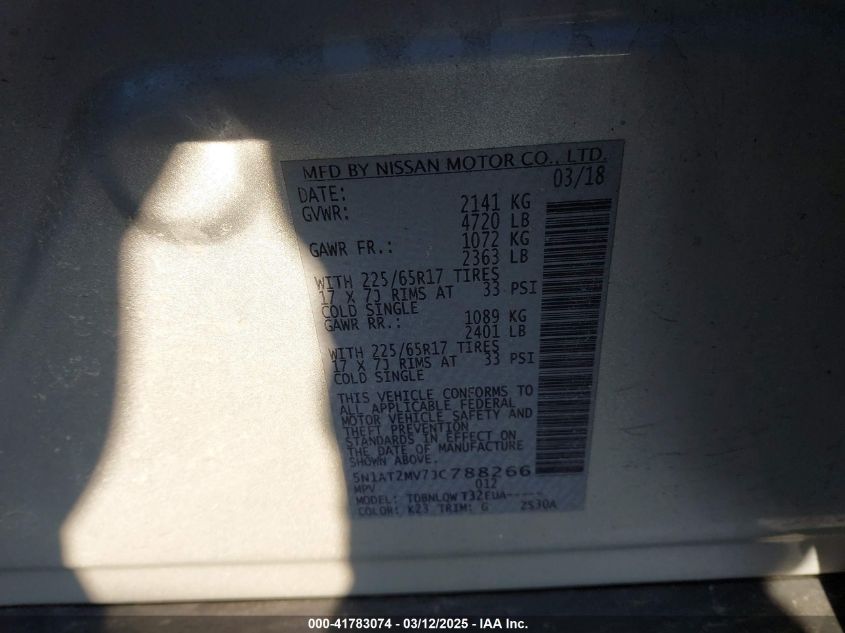 MFD BY NISSAN MOTOR CO., LTD.
DATE: 03/18
GVWR: 2141 KG
4720 LB
GAWR FR.: 1072 KG
2363 LB
WITH 225/65R17 TIRES
17 X 7J RIMS AT 33 PSI
COLD SINGLE
GAWR RR.: 1089 KG
2401 LB
WITH 225/65R17 TIRES
17 X 7J RIMS AT 33 PSI
COLD SINGLE
THIS VEHICLE CONFORMS TO
ALL APPLICABLE FEDERAL
MOTOR VEHICLE SAFETY AND
THEFT PREVENTION
STANDARDS IN EFFECT ON
THE DATE OF MANUFACTURE
SHOWN ABOVE.
5N1AT2MV7JC788266
MPV 012
MODEL: TDBNLQW T32EUA-----
COLOR: K23 TRIM: G 2S30A
000-41783074 — 03/12/2025 — IAA Inc.